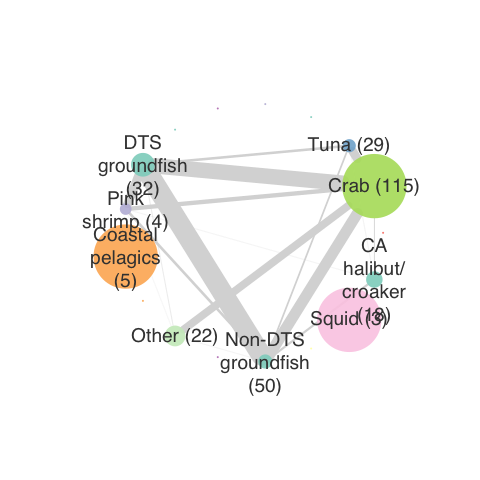 Tuna (29)
DTS
groundfish
(32)
Crab (115)
Pink
shrimp (4)
Coastal
pelagics
(5)
CA
halibut/
croaker
(18)
Squid (3)
Other (22)
Non-DTS
groundfish
(50)